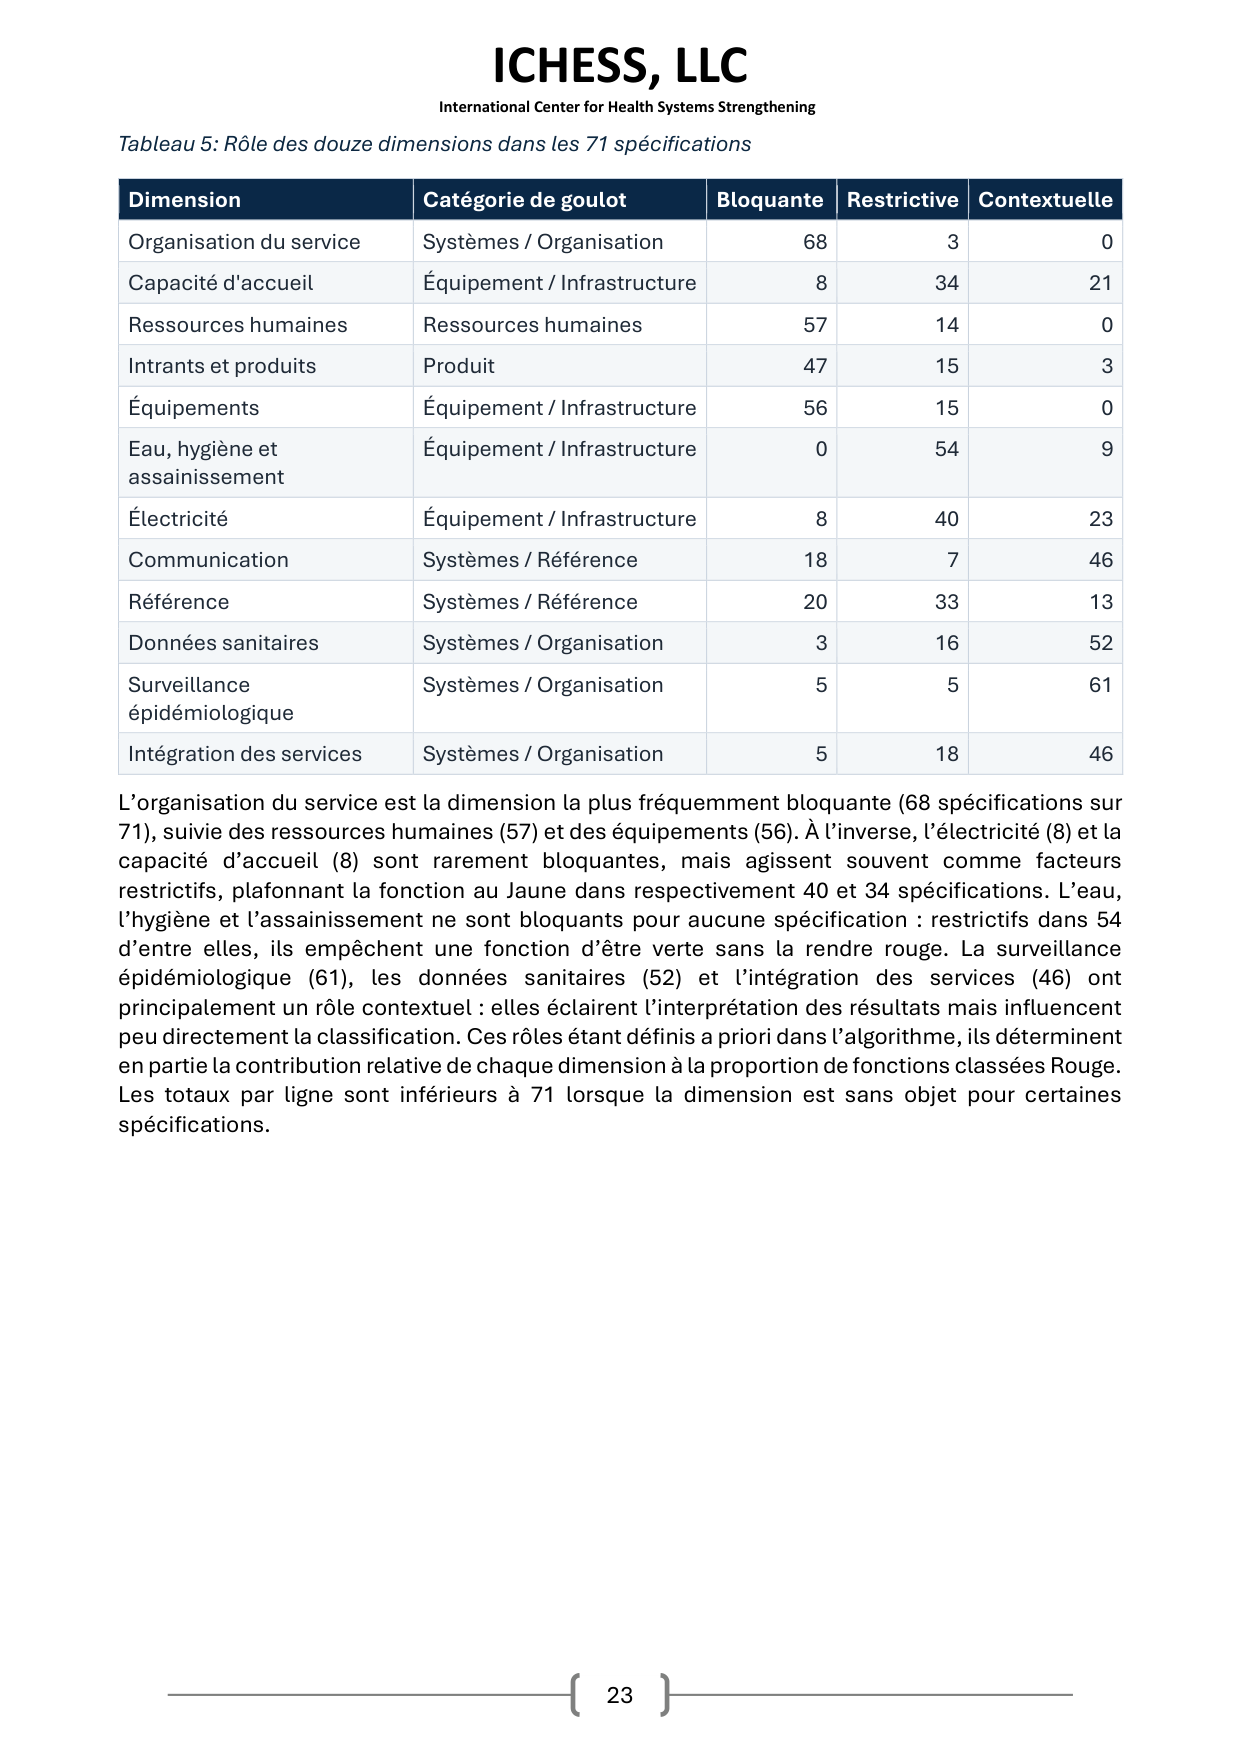 ICHESS, LLC
International Center for Health Systems Strengthening
Tableau 5: Rôle des douze dimensions dans les 71 spécifications
Dimension Catégorie de goulot Bloquante Restrictive Contextuelle
Organisation du service Systèmes / Organisation 68 3 0
Capacité d'accueil Équipement / Infrastructure 8 34 21
Ressources humaines Ressources humaines 57 14 0
Intrants et produits Produit 47 15 3
Équipements Équipement / Infrastructure 56 15 0
Eau, hygiène et Équipement / Infrastructure 0 54 9
assainissement
Électricité Équipement / Infrastructure 8 40 23
Communication Systèmes / Référence 18 7 46
Référence Systèmes / Référence 20 33 13
Données sanitaires Systèmes / Organisation 3 16 52
Surveillance Systèmes / Organisation 5 5 61
épidémiologique
Intégration des services Systèmes / Organisation 5 18 46
L’organisation du service est la dimension la plus fréquemment bloquante (68 spécifications sur
71), suivie des ressources humaines (57) et des équipements (56). À l’inverse, l’électricité (8) et la
capacité d’accueil (8) sont rarement bloquantes, mais agissent souvent comme facteurs
restrictifs, plafonnant la fonction au Jaune dans respectivement 40 et 34 spécifications. L’eau,
l’hygiène et l’assainissement ne sont bloquants pour aucune spécification : restrictifs dans 54
d’entre elles, ils empêchent une fonction d’être verte sans la rendre rouge. La surveillance
épidémiologique (61), les données sanitaires (52) et l’intégration des services (46) ont
principalement un rôle contextuel : elles éclairent l’interprétation des résultats mais influencent
peu directement la classification. Ces rôles étant définis a priori dans l’algorithme, ils déterminent
en partie la contribution relative de chaque dimension à la proportion de fonctions classées Rouge.
Les totaux par ligne sont inférieurs à 71 lorsque la dimension est sans objet pour certaines
spécifications.
23